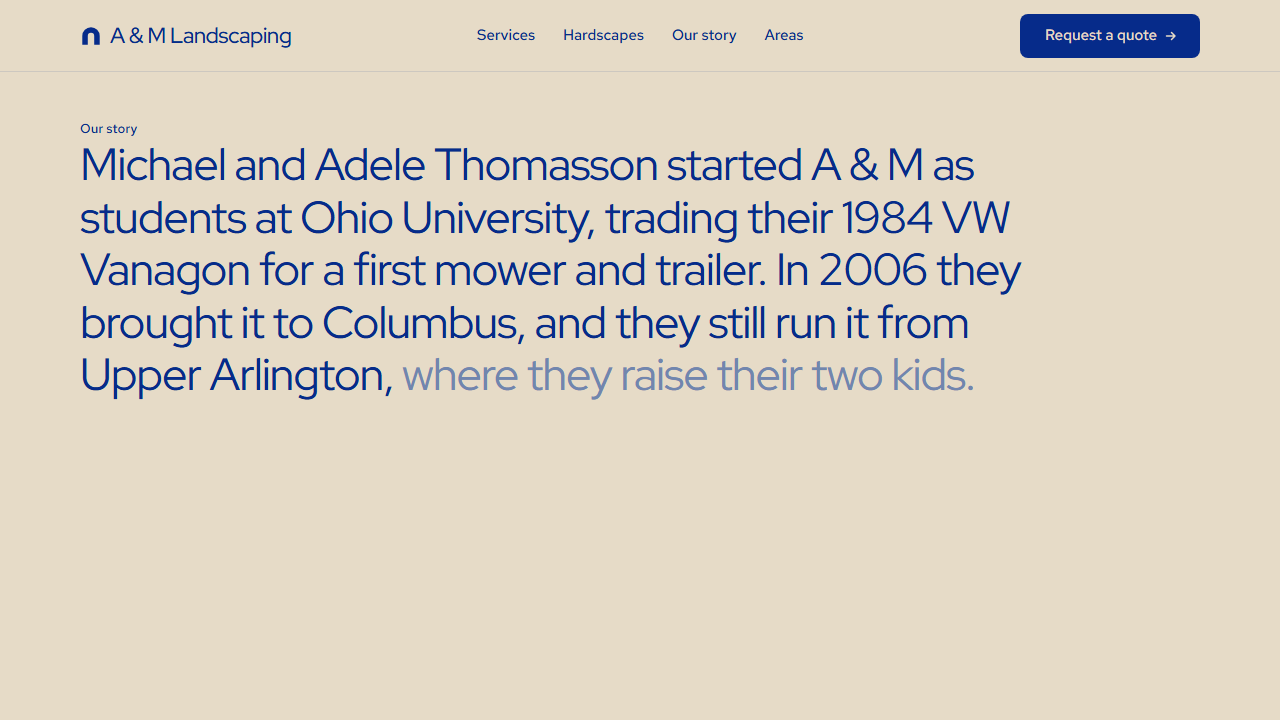 A & M Landscaping
Services
Hardscapes
Our story
Areas
Request a quote →
Our story
Michael and Adele Thomasson started A & M as
students at Ohio University, trading their 1984 VW
Vanagon for a first mower and trailer. In 2006 they
brought it to Columbus, and they still run it from
Upper Arlington, where they raise their two kids.